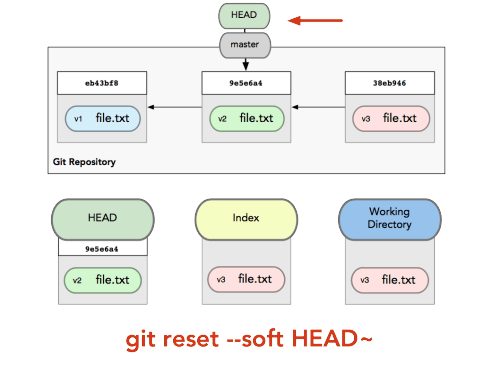 HEAD
master
eb43bf8
9e5e6a4
38eb946
v1 file.txt
v2 file.txt
v3 file.txt
Git Repository
HEAD
Index
Working
Directory
9e5e6a4
v2 file.txt
v3 file.txt
v3 file.txt
git reset --soft HEAD~